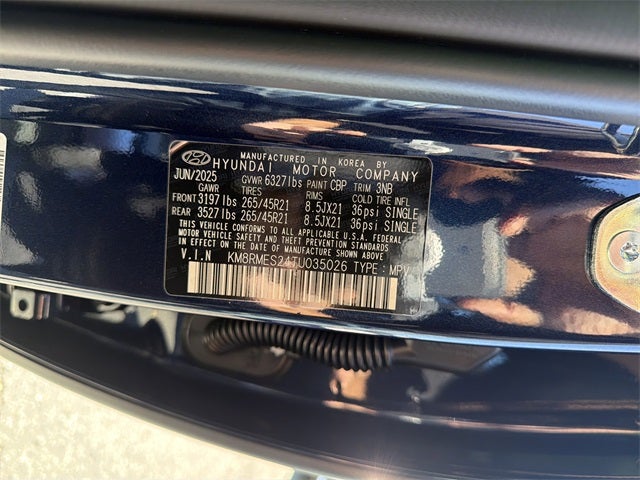 MANUFACTURED IN KOREA BY
HYUNDAI MOTOR COMPANY
JUN/2025 GVWR 6327lbs PAINT CBP TRIM 3NB
GAWR TIRES RIMS COLD TIRE INFL
FRONT 3197lbs 265/45R21 8.5JX21 36psi SINGLE
REAR 3527lbs 265/45R21 8.5JX21 36psi SINGLE
THIS VEHICLE CONFORMS TO ALL APPLICABLE U.S.A. FEDERAL
MOTOR VEHICLE SAFETY AND THEFT PREVENTION STANDARDS
IN EFFECT ON THE DATE OF MANUFACTURE SHOWN ABOVE.
V.I.N KM8RMES24TU035026 TYPE : MPV